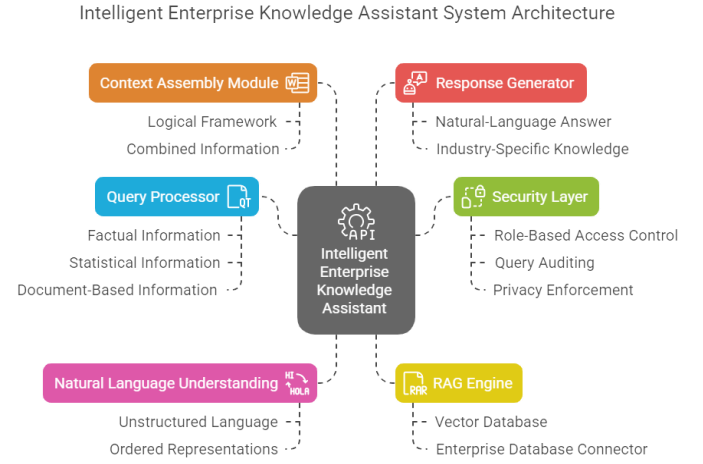 Intelligent Enterprise Knowledge Assistant System Architecture
Context Assembly Module
W
Logical Framework
Combined Information
A
Response Generator
Natural-Language Answer
Industry-Specific Knowledge
Query Processor
QT
Factual Information
Statistical Information
Document-Based Information
API
Intelligent
Enterprise
Knowledge
Assistant
Security Layer
Role-Based Access Control
Query Auditing
Privacy Enforcement
Natural Language Understanding
HI
HOLA
Unstructured Language
Ordered Representations
RAR
RAG Engine
Vector Database
Enterprise Database Connector